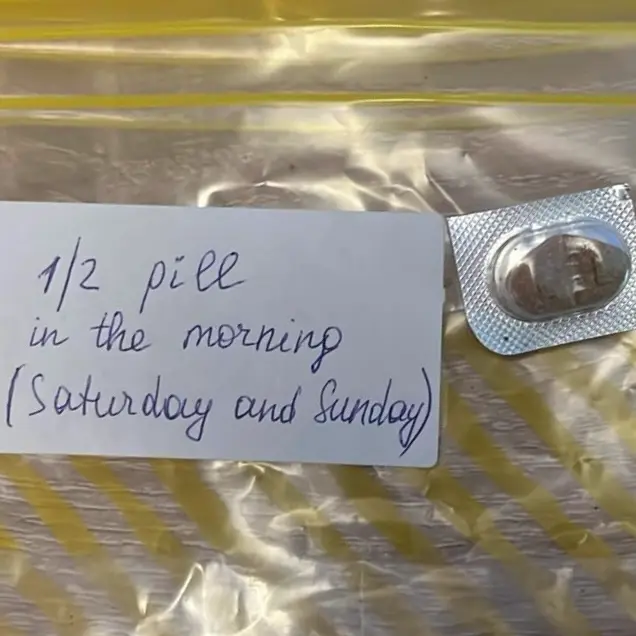 1/2 pill
in the morning
(Saturday and Sunday)